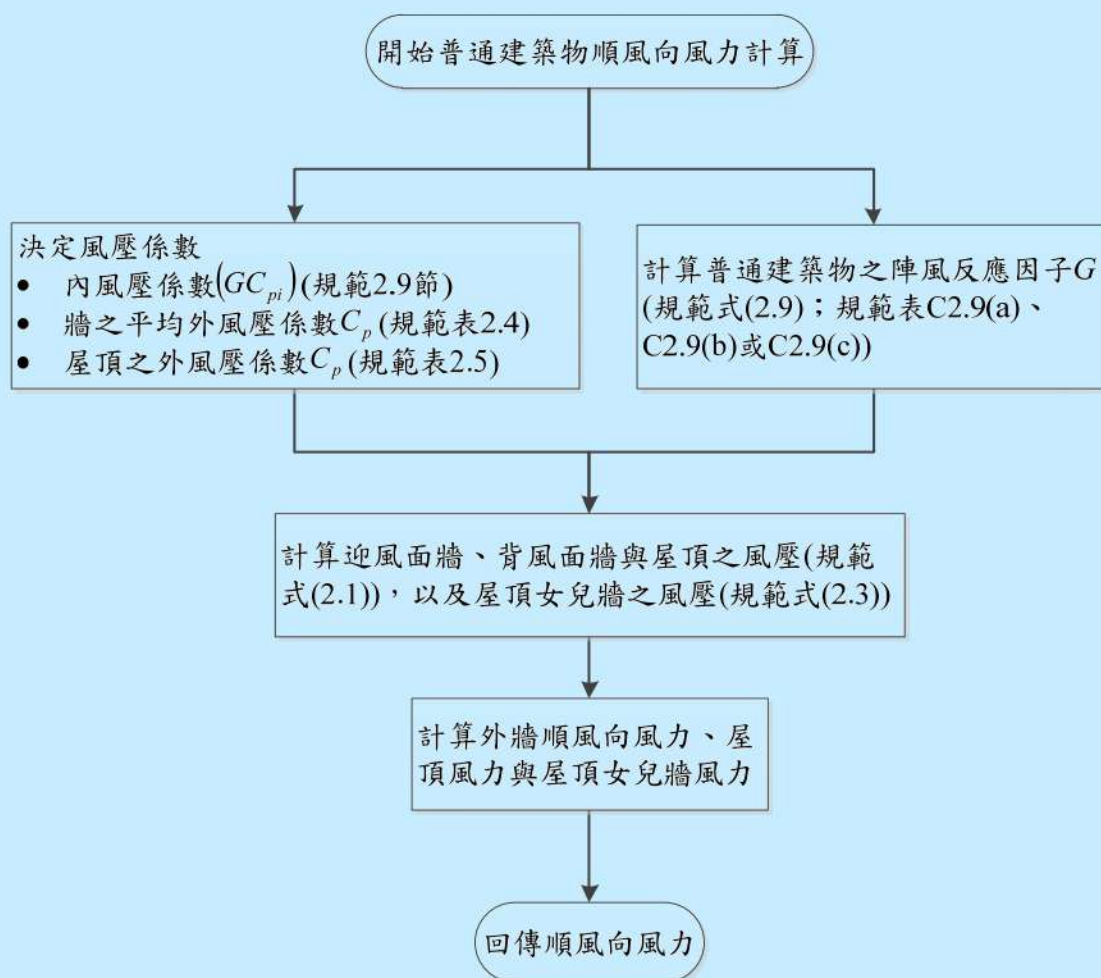 開始普通建築物順風向風力計算
決定風壓係數
• 內風壓係數(GC_{pi})(規範2.9節)
• 牆之平均外風壓係數C_p(規範表2.4)
• 屋頂之外風壓係數C_p(規範表2.5)
計算普通建築物之陣風反應因子G
(規範式(2.9);規範表C2.9(a)、
C2.9(b)或C2.9(c))
計算迎風面牆、背風面牆與屋頂之風壓(規範
式(2.1)),以及屋頂女兒牆之風壓(規範式(2.3))
計算外牆順風向風力、屋
頂風力與屋頂女兒牆風力
回傳順風向風力